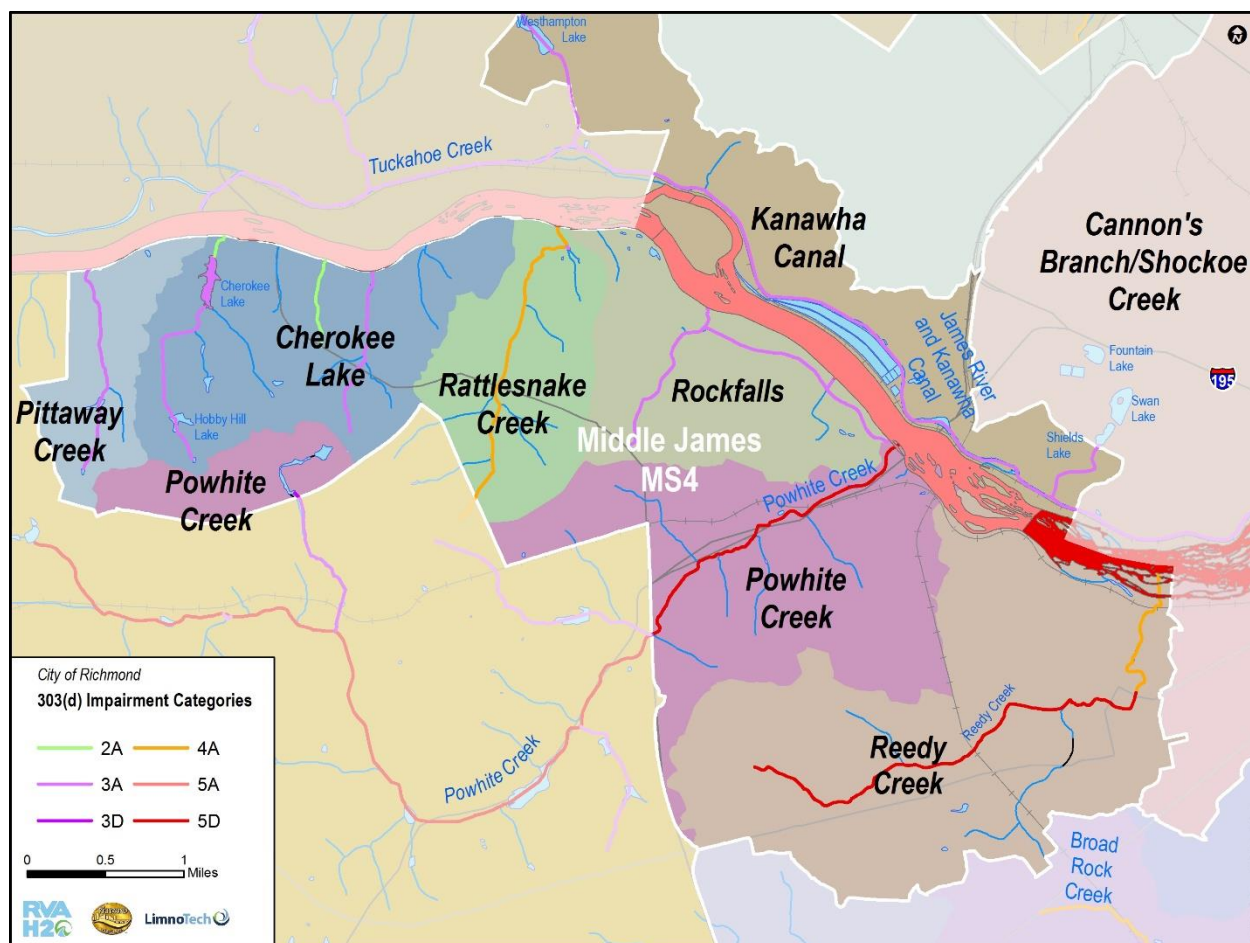 Westhampton
Lake
N
Tuckahoe Creek
Kanawha
Canal
Cannon's
Branch/Shockoe
Creek
Cherokee
Lake
Cherokee
Lake
James River
and Kanawha
Canal
Fountain
Lake
195
Swan
Lake
Rattlesnake
Creek
Rockfalls
Pittaway
Creek
Hobby Hill
Lake
Middle James
MS4
Shields
Lake
Powhite
Creek
Powhite Creek
Powhite
Creek
Reedy Creek
Reedy
Creek
Powhite Creek
Broad
Rock
Creek
City of Richmond
303(d) Impairment Categories
2A 4A
3A 5A
3D 5D
0 0.5 1
Miles
RVA
H2O
LimnoTech